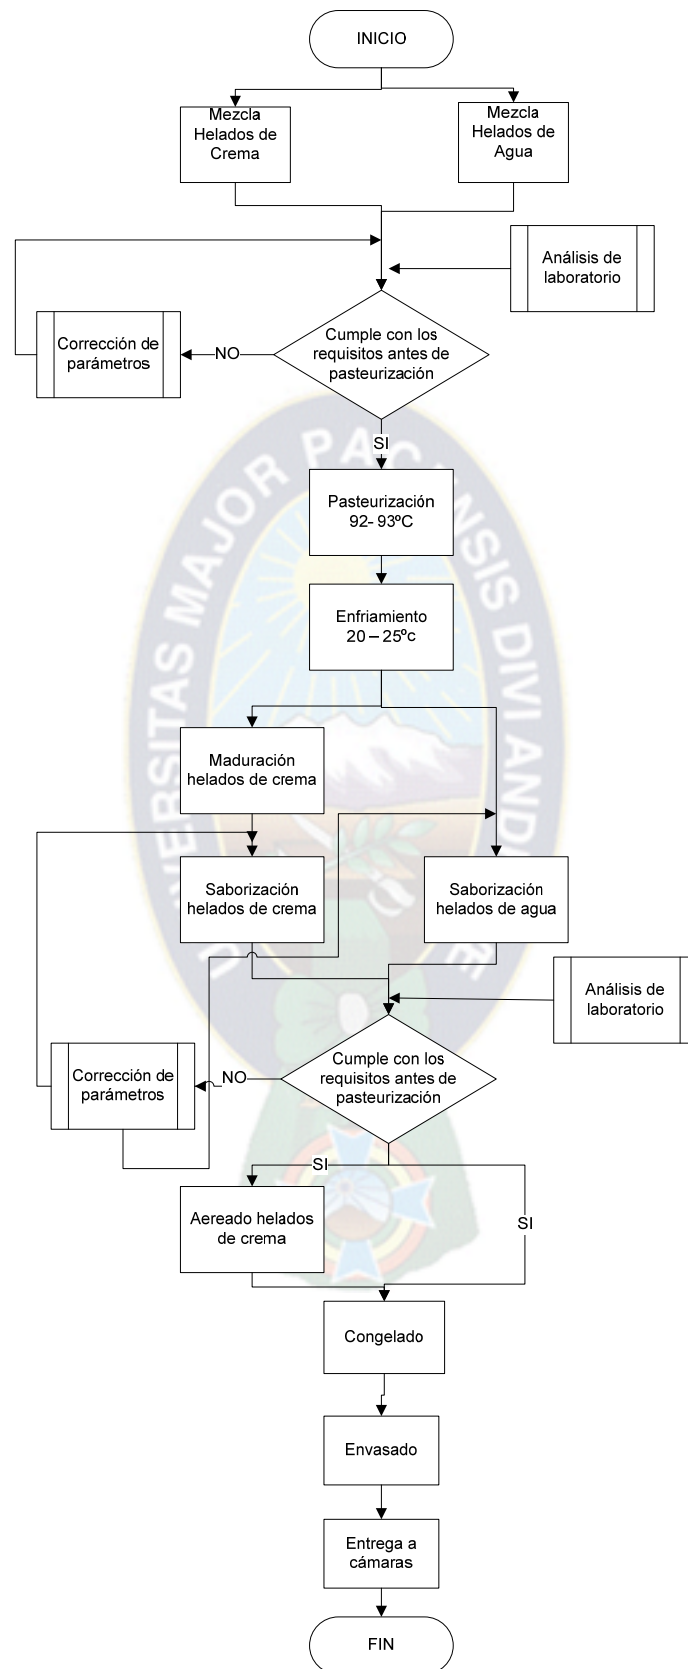 INICIO
Mezcla
Helados de
Crema
Mezcla
Helados de
Agua
Análisis de
laboratorio
Cumple con los
requisitos antes de
pasteurización
NO
Corrección de
parámetros
SI
Pasteurización
92- 93ºC
Enfriamiento
20 – 25ºc
Maduración
helados de crema
Saborización
helados de crema
Saborización
helados de agua
Análisis de
laboratorio
Cumple con los
requisitos antes de
pasteurización
NO
Corrección de
parámetros
SI
SI
Aereado helados
de crema
Congelado
Envasado
Entrega a
cámaras
FIN